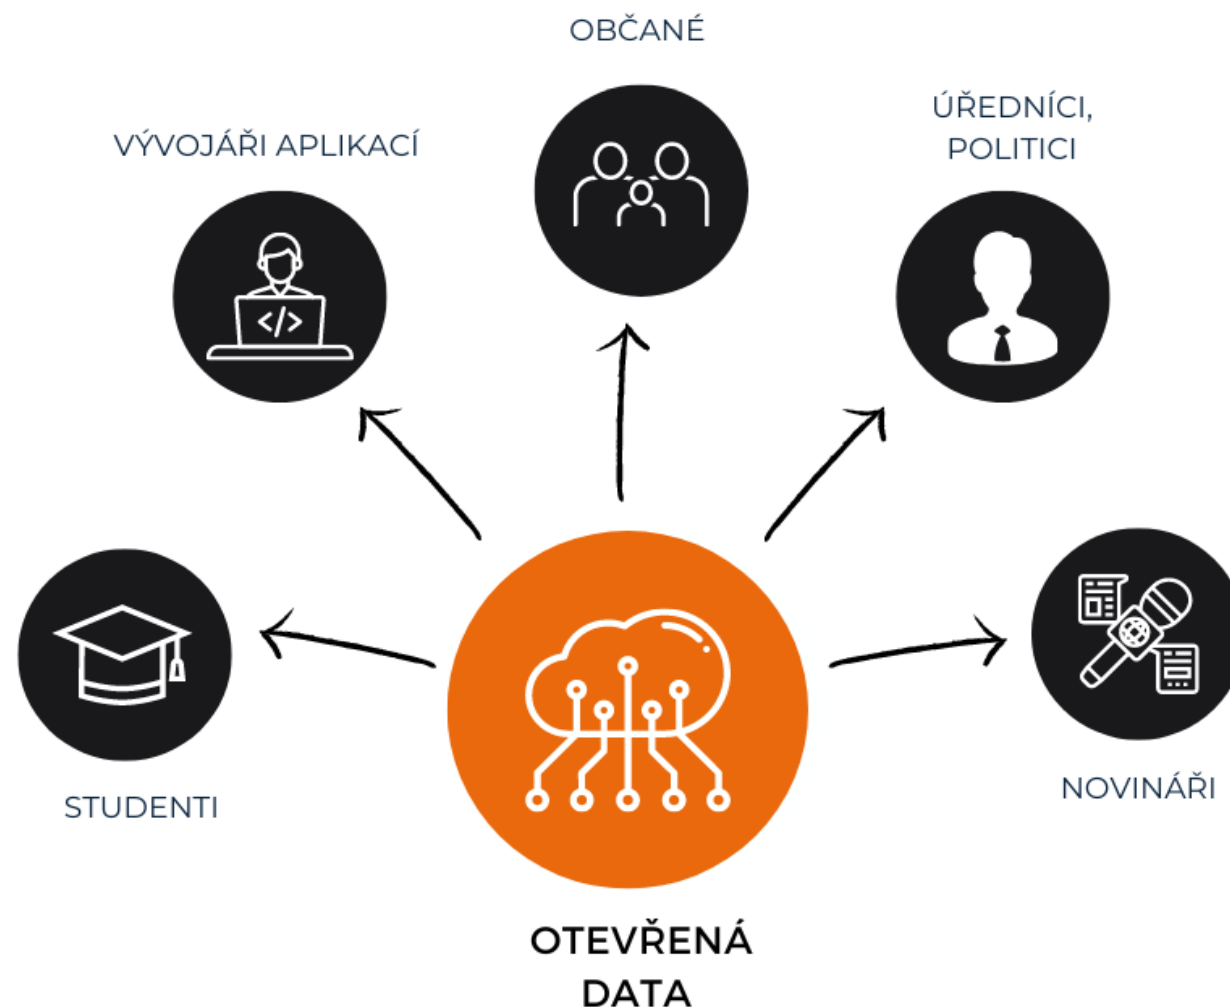 OBČANÉ
VÝVOJÁŘI APLIKACÍ
ÚŘEDNÍCI,
POLITICI
</>
STUDENTI
NOVINÁŘI
OTEVŘENÁ
DATA